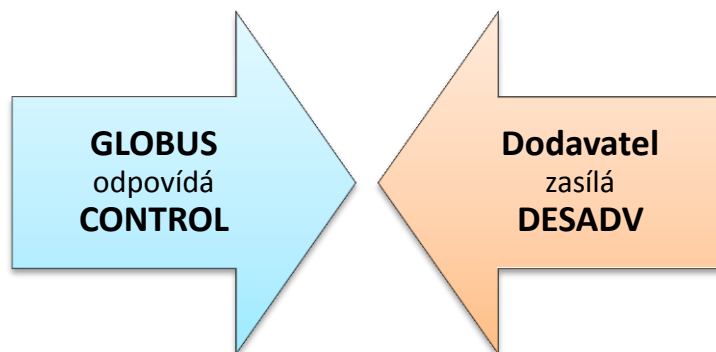 GLOBUS
odpovídá
CONTROL
Dodavatel
zasílá
DESADV